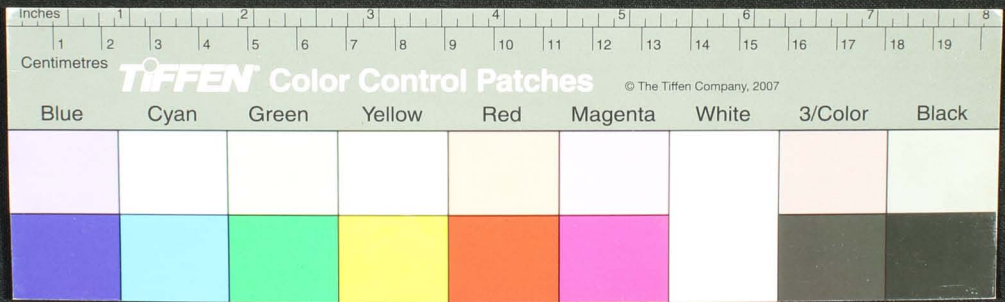 Inches 1 2 3 4 5 6 7 8
1 2 3 4 5 6 7 8 9 10 11 12 13 14 15 16 17 18 19
Centimetres
TIFFEN Color Control Patches © The Tiffen Company, 2007
Blue Cyan Green Yellow Red Magenta White 3/Color Black